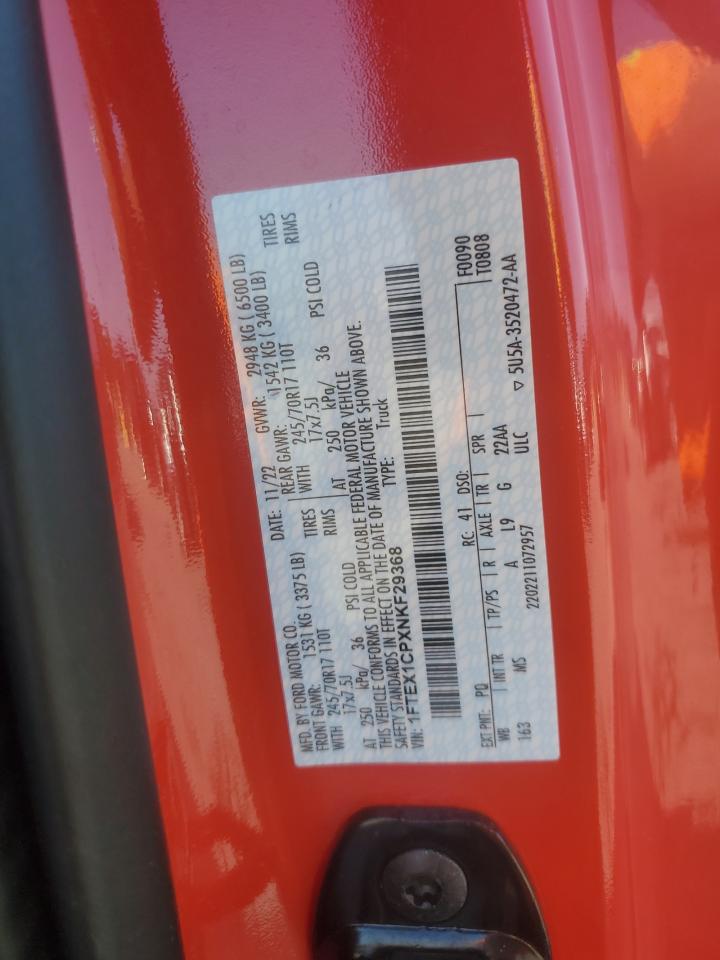 MFD. BY FORD MOTOR CO. DATE: 11/22 GVWR: 2948 KG ( 6500 LB)
FRONT GAWR: 1531 KG ( 3375 LB) REAR GAWR: 1542 KG ( 3400 LB)
WITH 245/70R17 110T TIRES WITH 245/70R17 110T TIRES
17x7.5J RIMS 17x7.5J RIMS
AT 250 kPa/ 36 PSI COLD AT 250 kPa/ 36 PSI COLD
THIS VEHICLE CONFORMS TO ALL APPLICABLE FEDERAL MOTOR VEHICLE
SAFETY STANDARDS IN EFFECT ON THE DATE OF MANUFACTURE SHOWN ABOVE.
VIN: 1FTEX1CPXNKF29368 TYPE: Truck
F0090
EXT PNT: PQ RC: 41 DSO: T0808
WB INT TR TP/PS R AXLE TR SPR
163 MS A L9 G 22AA
2202211072957 ULC ▽ 5U5A-3520472-AA